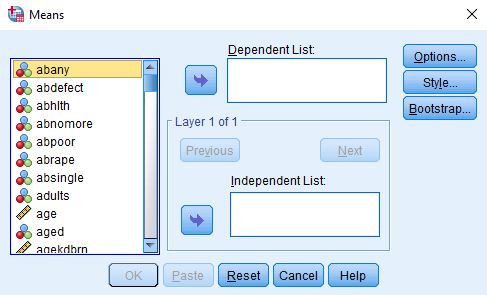 Means
abany
abdefect
abhlth
abnomore
abpoor
abrape
absingle
adults
age
aged
agekdbrn
Dependent List:
Layer 1 of 1
Previous
Next
Independent List:
Options...
Style...
Bootstrap...
OK
Paste
Reset
Cancel
Help